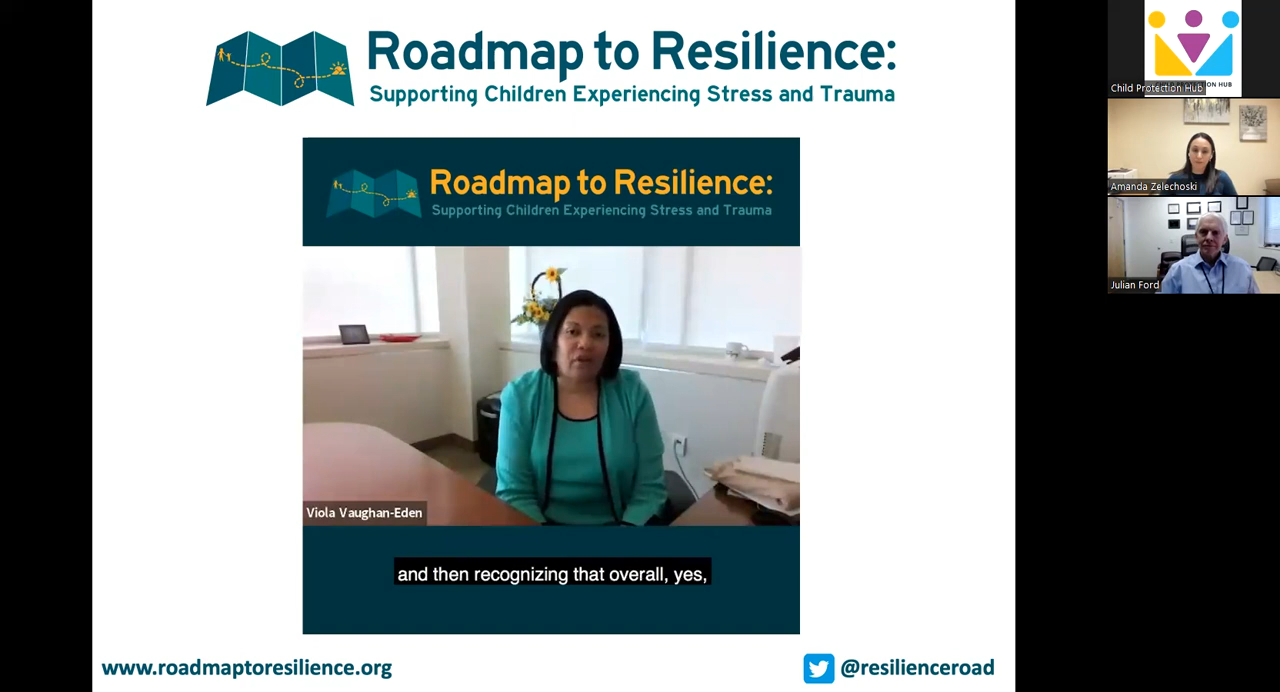 Roadmap to Resilience:
Supporting Children Experiencing Stress and Trauma
Roadmap to Resilience:
Supporting Children Experiencing Stress and Trauma
Viola Vaughan-Eden
and then recognizing that overall, yes,
www.roadmaptoresilience.org
@resilienceroad
Child Protection Hub
Amanda Zelechoski
Julian Ford